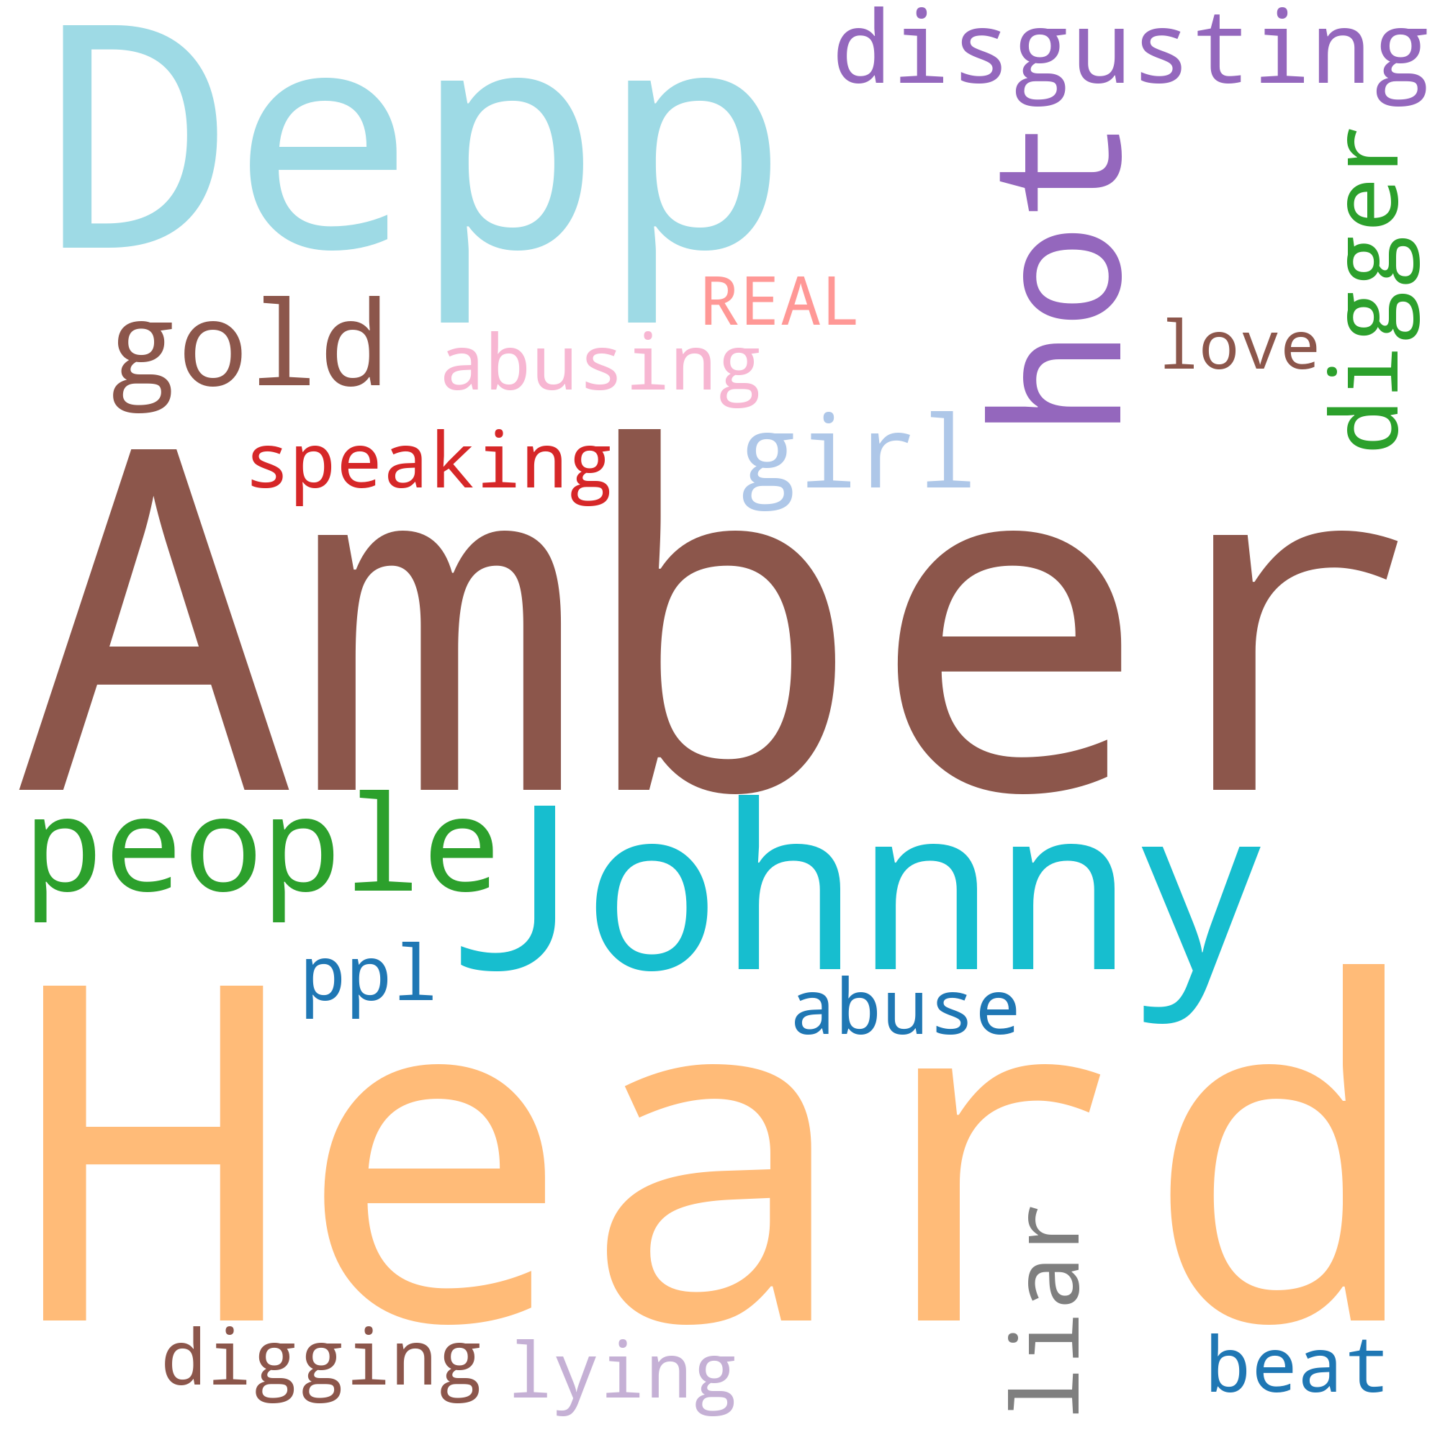 Depp
disgusting
hot
digger
REAL
gold
abusing
love
speaking
girl
Amber
people
Johnny
ppl
abuse
Heard
liar
digging
lying
beat